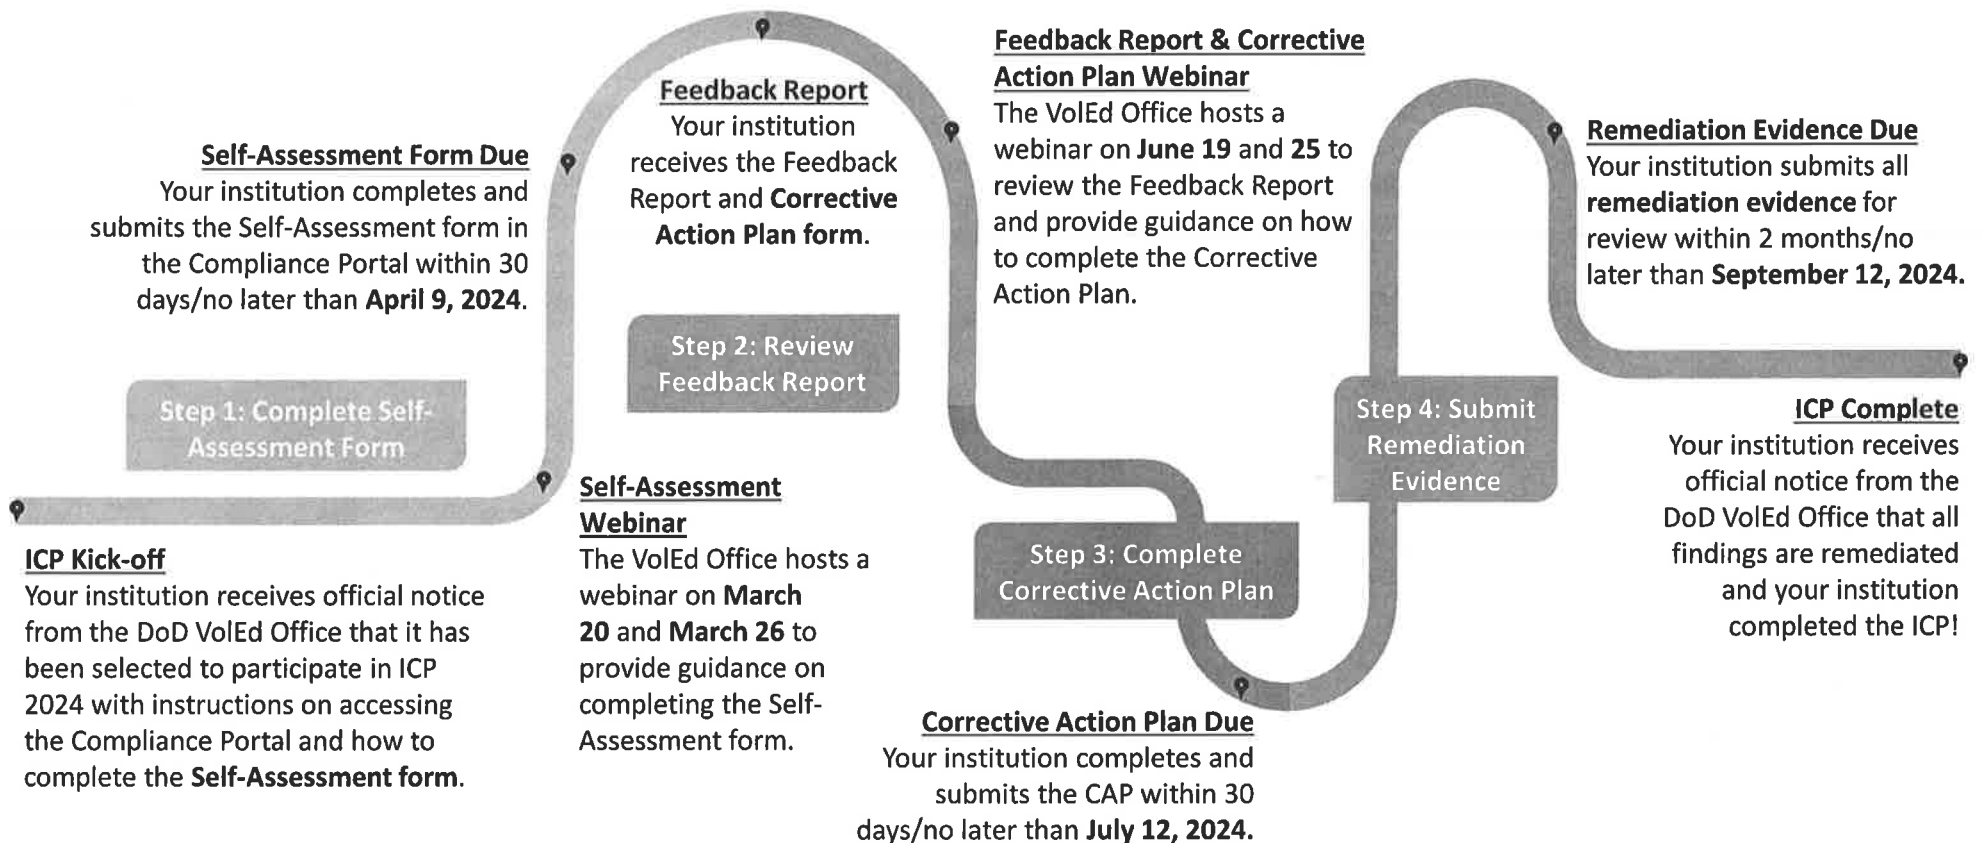 ICP Kick-off
Your institution receives official notice
from the DoD VolEd Office that it has
been selected to participate in ICP
2024 with instructions on accessing
the Compliance Portal and how to
complete the Self-Assessment form.
Step 1: Complete Self-
Assessment Form
Self-Assessment
Webinar
The VolEd Office hosts a
webinar on March
20 and March 26 to
provide guidance on
completing the Self-
Assessment form.
Self-Assessment Form Due
Your institution completes and
submits the Self-Assessment form in
the Compliance Portal within 30
days/no later than April 9, 2024.
Feedback Report
Your institution
receives the Feedback
Report and Corrective
Action Plan form.
Step 2: Review
Feedback Report
Feedback Report & Corrective
Action Plan Webinar
The VolEd Office hosts a
webinar on June 19 and 25 to
review the Feedback Report
and provide guidance on how
to complete the Corrective
Action Plan.
Step 3: Complete
Corrective Action Plan
Corrective Action Plan Due
Your institution completes and
submits the CAP within 30
days/no later than July 12, 2024.
Step 4: Submit
Remediation
Evidence
Remediation Evidence Due
Your institution submits all
remediation evidence for
review within 2 months/no
later than September 12, 2024.
ICP Complete
Your institution receives
official notice from the
DoD VolEd Office that all
findings are remediated
and your institution
completed the ICP!